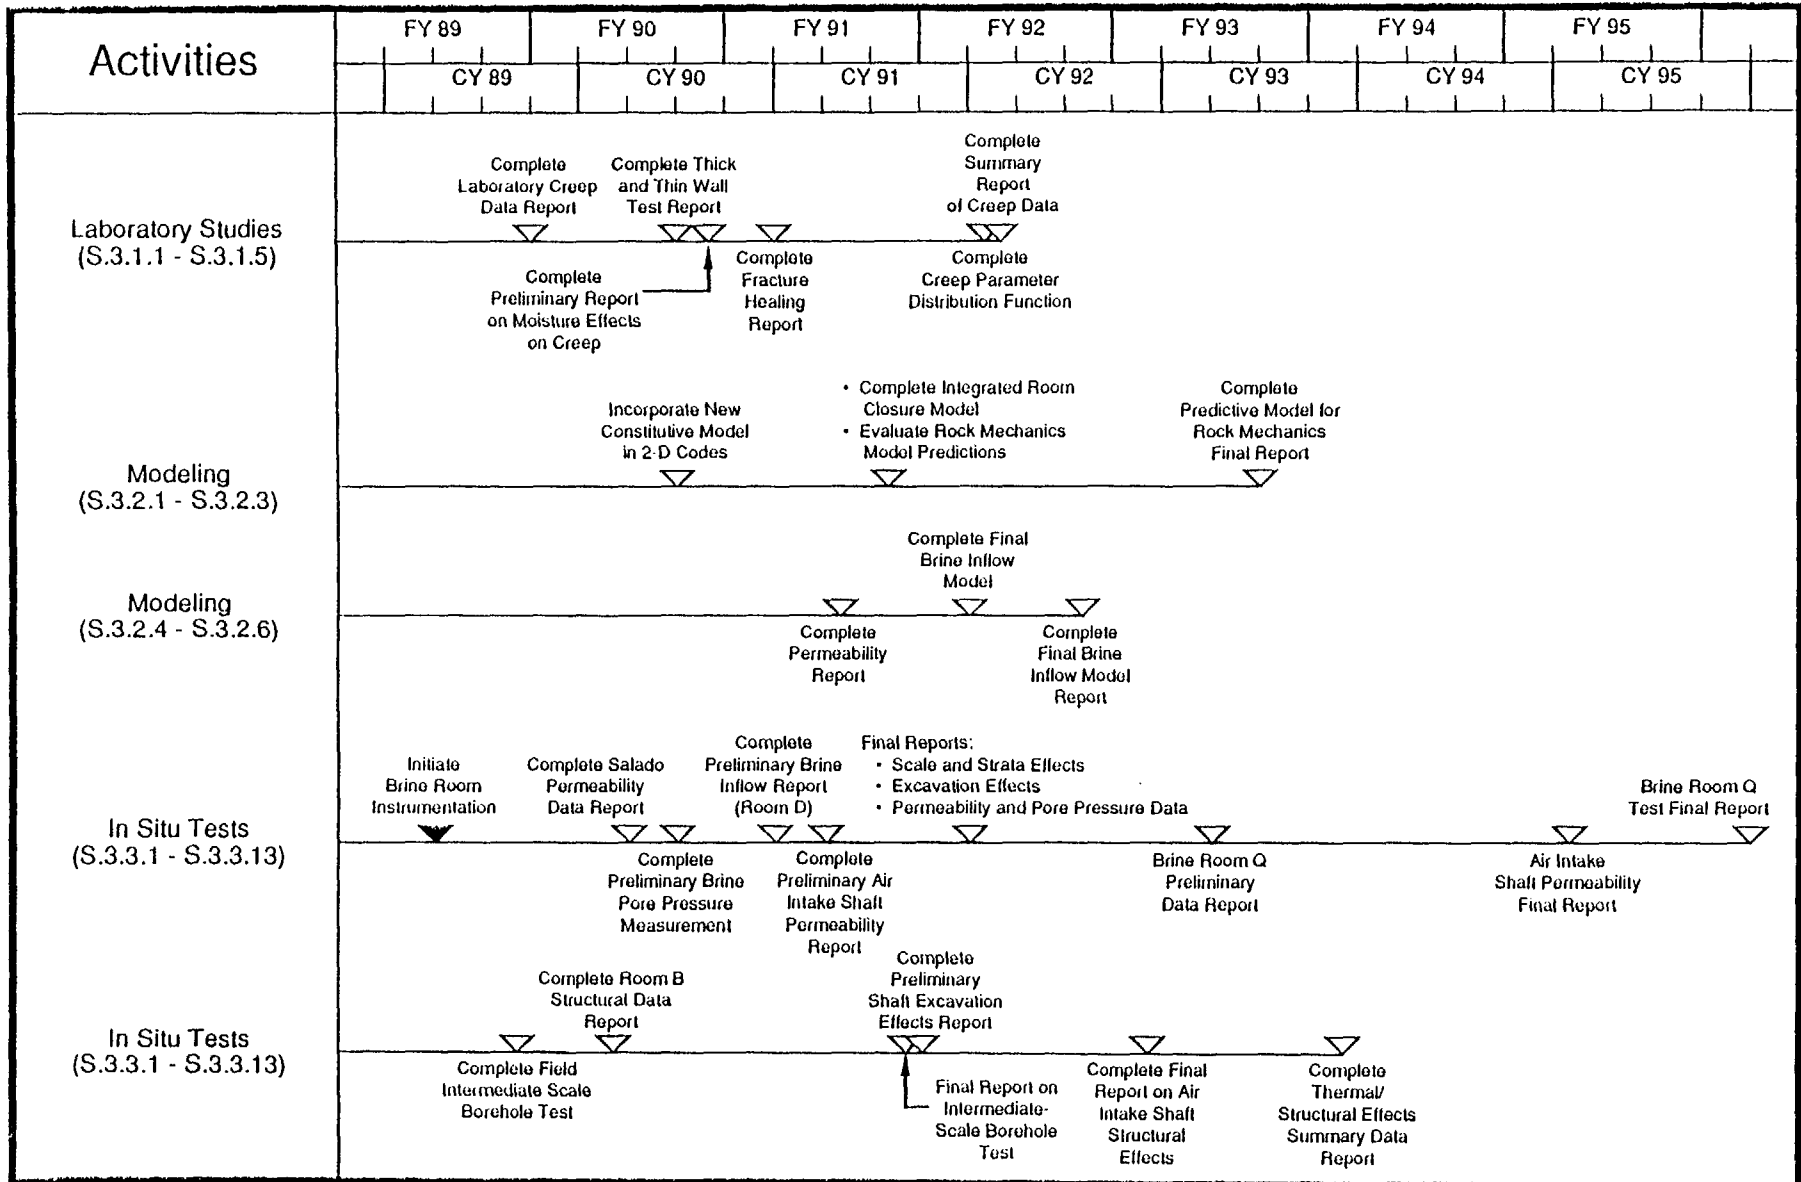 Activities
FY 89
FY 90
FY 91
FY 92
FY 93
FY 94
FY 95
CY 89
CY 90
CY 91
CY 92
CY 93
CY 94
CY 95
Laboratory Studies
(S.3.1.1 - S.3.1.5)
Complete
Laboratory Creep
Data Report
Complete Thick
and Thin Wall
Test Report
Complete
Summary
Report
of Creep Data
Complete
Preliminary Report
on Moisture Effects
on Creep
Complete
Fracture
Healing
Report
Complete
Creep Parameter
Distribution Function
Modeling
(S.3.2.1 - S.3.2.3)
Incorporate New
Constitutive Model
in 2-D Codes
• Complete Integrated Room
Closure Model
• Evaluate Rock Mechanics
Model Predictions
Complete
Predictive Model for
Rock Mechanics
Final Report
Modeling
(S.3.2.4 - S.3.2.6)
Complete Final
Brine Inflow
Model
Complete
Permeability
Report
Complete
Final Brine
Inflow Model
Report
In Situ Tests
(S.3.3.1 - S.3.3.13)
Initiate
Brine Room
Instrumentation
Complete Salado
Permeability
Data Report
Complete
Preliminary Brine
Inflow Report
(Room D)
Final Reports:
• Scale and Strata Effects
• Excavation Effects
• Permeability and Pore Pressure Data
Brine Room Q
Test Final Report
Complete
Preliminary Brine
Pore Pressure
Measurement
Complete
Preliminary Air
Intake Shaft
Permeability
Report
Brine Room Q
Preliminary
Data Report
Air Intake
Shaft Permeability
Final Report
In Situ Tests
(S.3.3.1 - S.3.3.13)
Complete Room B
Structural Data
Report
Complete
Preliminary
Shaft Excavation
Effects Report
Complete Field
Intermediate Scale
Borehole Test
Final Report on
Intermediate-
Scale Borehole
Test
Complete Final
Report on Air
Intake Shaft
Structural
Effects
Complete
Thermal/
Structural Effects
Summary Data
Report